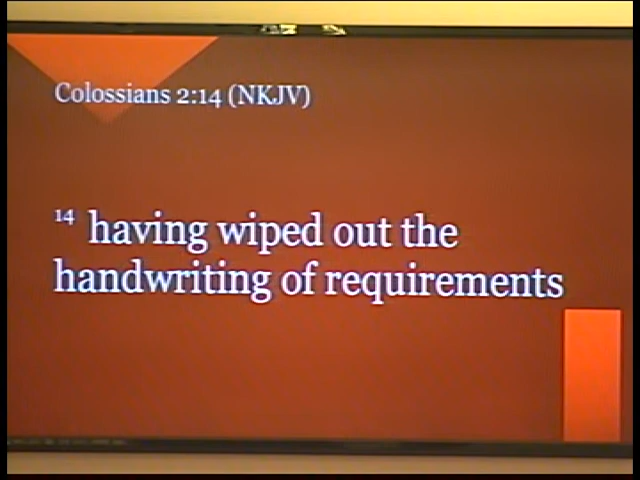 Colossians 2:14 (NKJV)
14 having wiped out the
handwriting of requirements